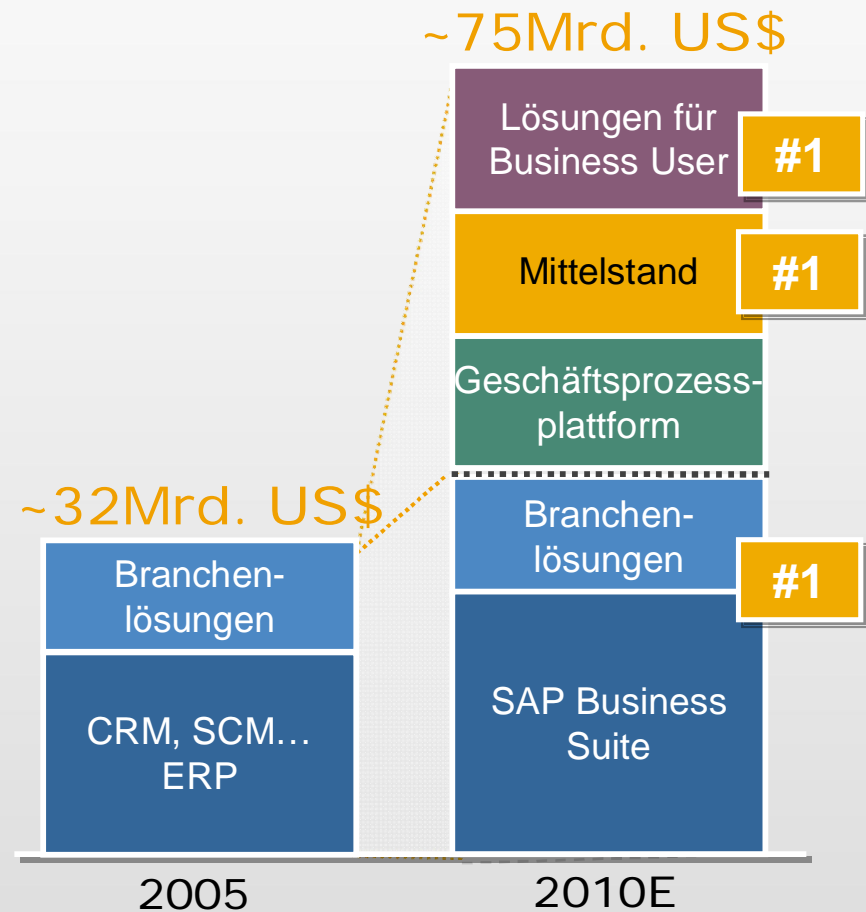 ~75Mrd. US$
Lösungen für
Business User
#1
Mittelstand
#1
Geschäftsprozess-
plattform
~32Mrd. US$
Branchen-
lösungen
#1
Branchen-
lösungen
CRM, SCM...
ERP
SAP Business
Suite
2005
2010E